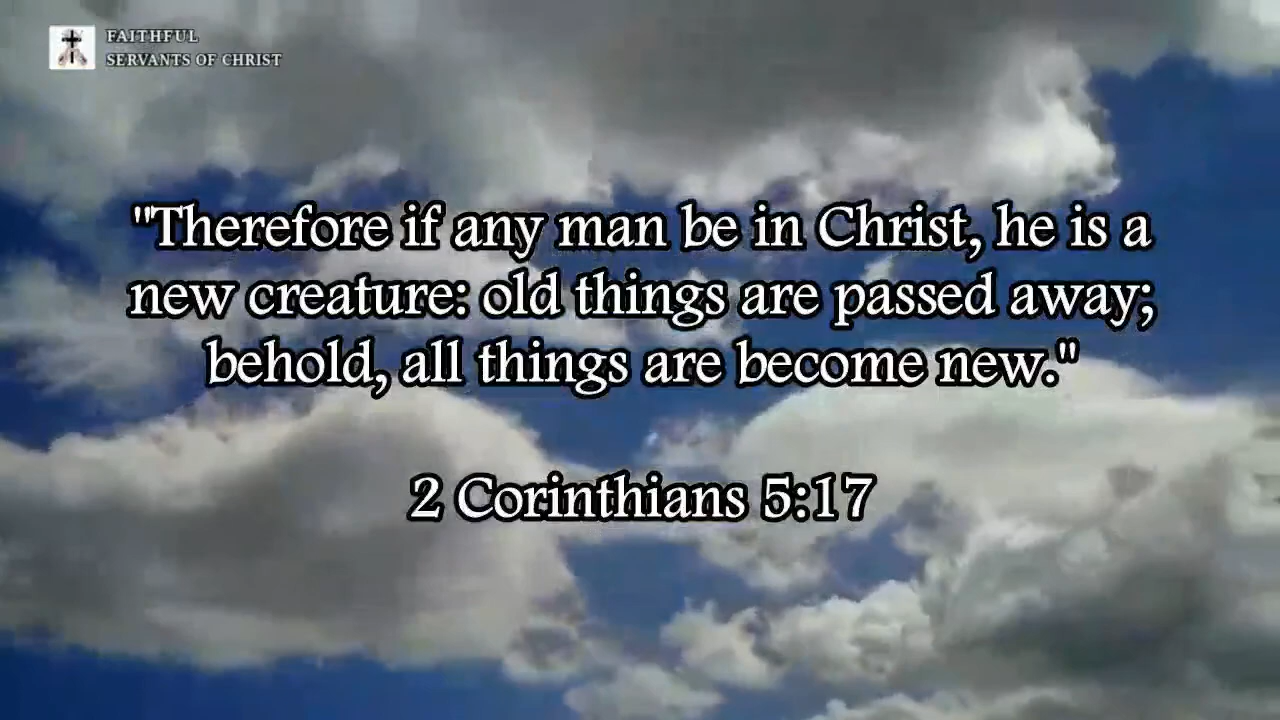 FAITHFUL
SERVANTS OF CHRIST
"Therefore if any man be in Christ, he is a
new creature: old things are passed away;
behold, all things are become new."
2 Corinthians 5:17